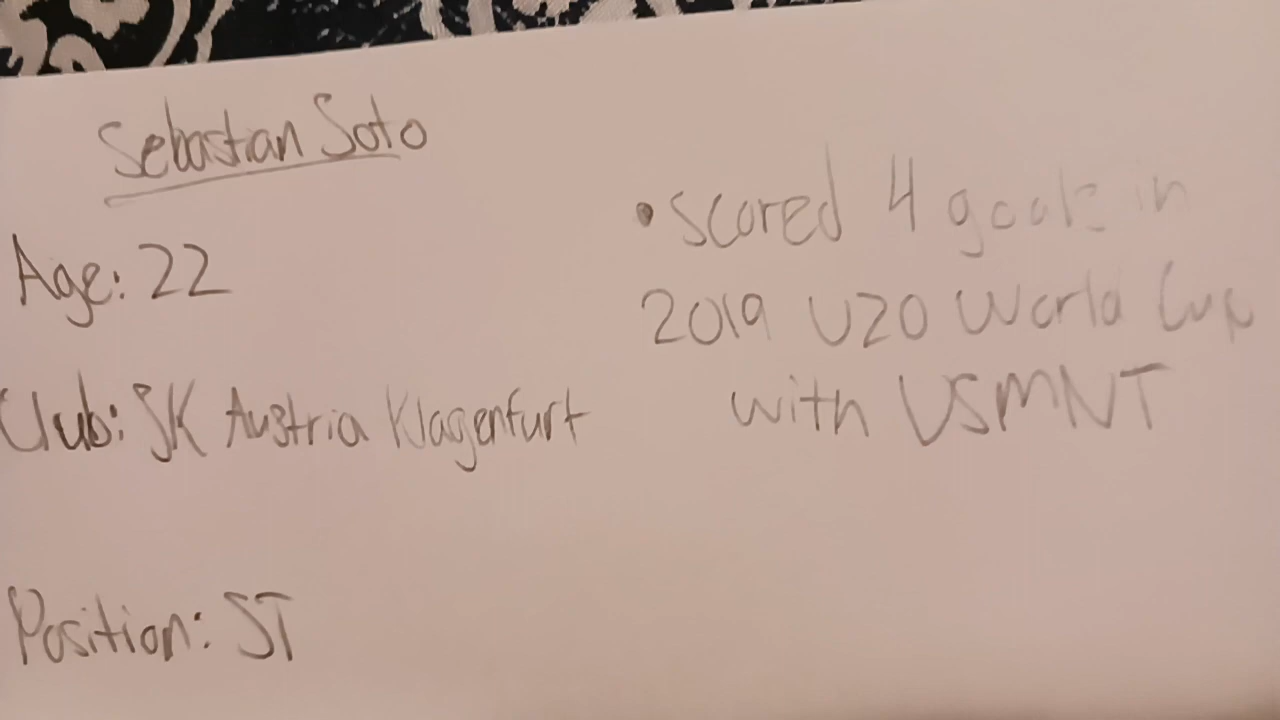 Sebastian Soto
Age: 22
Club: SK Austria Klagenfurt
Position: ST
• scored 4 goals in
2019 U20 World Cup
with USMNT